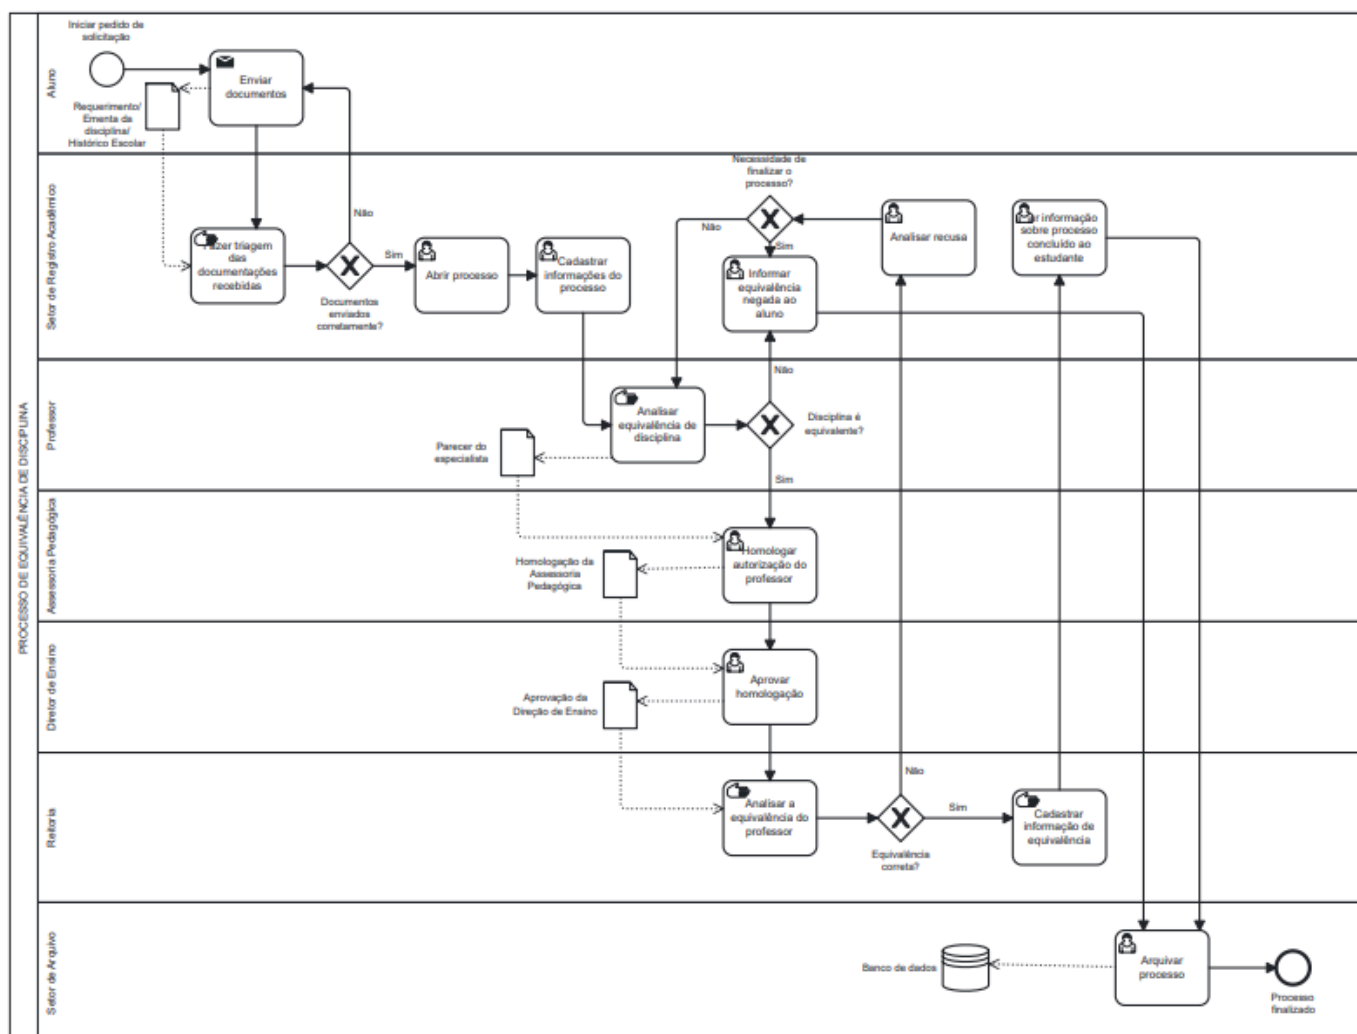 PROCESSO DE EQUIVALÊNCIA DE DISCIPLINA
Aluno
Iniciar pedido de
solicitação
Enviar
documentos
Requerimento/
Ementa da
disciplina/
Histórico Escolar
Setor de Registro Acadêmico
Fazer triagem
das
documentações
recebidas
Não
Sim
Documentos
enviados
corretamente?
Abrir processo
Cadastrar
informações do
processo
Necessidade de
finalizar o
processo?
Não
Sim
Informar
equivalência
negada ao
aluno
Analisar recusa
r informação
sobre processo
concluído ao
estudante
Professor
Analisar
equivalência de
disciplina
Não
Disciplina é
equivalente?
Sim
Parecer do
especialista
Assessoria Pedagógica
Homologar
autorização do
professor
Homologação da
Assessoria
Pedagógica
Diretor de Ensino
Aprovar
homologação
Aprovação da
Direção de Ensino
Reitoria
Analisar a
equivalência do
professor
Não
Sim
Equivalência
correta?
Cadastrar
informação de
equivalência
Setor de Arquivo
Banco de dados
Arquivar
processo
Processo
finalizado